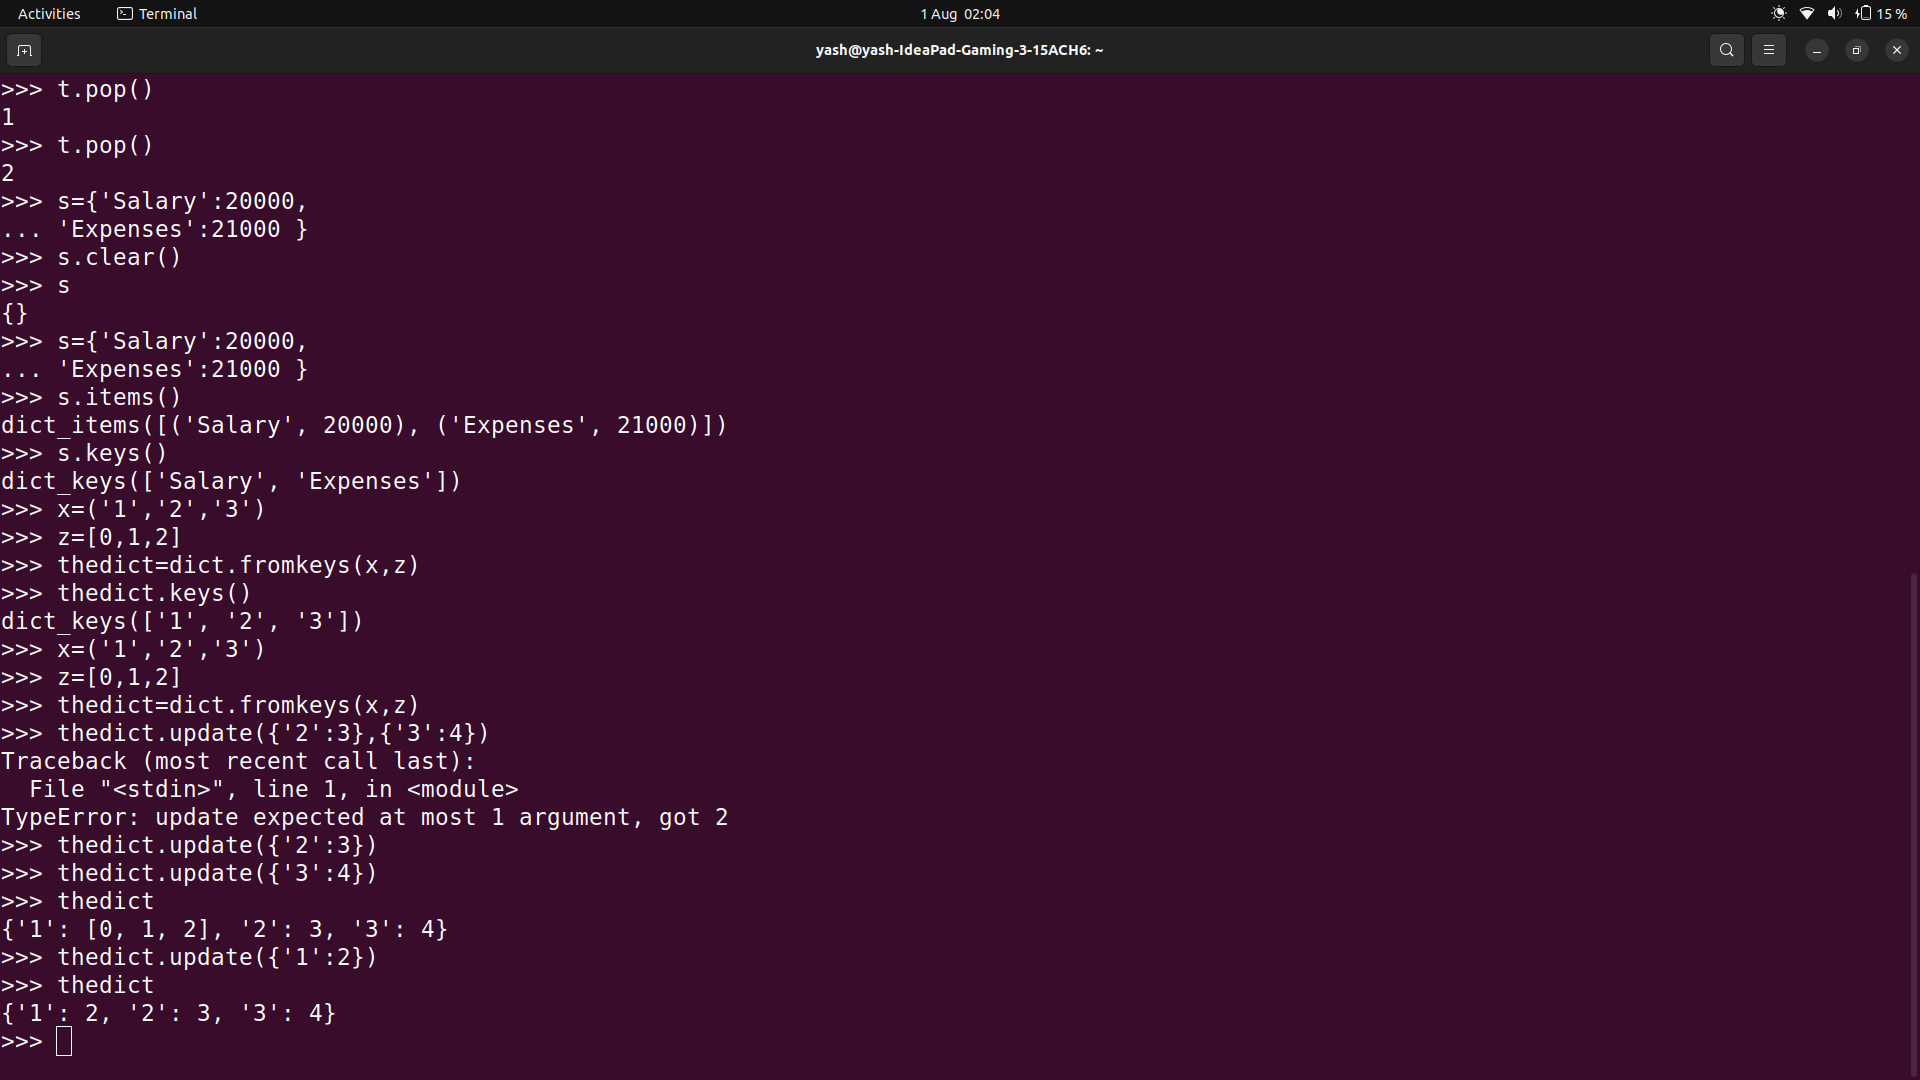 Activities Terminal 1 Aug 02:04 15 %
yash@yash-IdeaPad-Gaming-3-15ACH6: ~
>>> t.pop()
1
>>> t.pop()
2
>>> s={'Salary':20000,
... 'Expenses':21000 }
>>> s.clear()
>>> s
{}
>>> s={'Salary':20000,
... 'Expenses':21000 }
>>> s.items()
dict_items([('Salary', 20000), ('Expenses', 21000)])
>>> s.keys()
dict_keys(['Salary', 'Expenses'])
>>> x=('1','2','3')
>>> z=[0,1,2]
>>> thedict=dict.fromkeys(x,z)
>>> thedict.keys()
dict_keys(['1', '2', '3'])
>>> x=('1','2','3')
>>> z=[0,1,2]
>>> thedict=dict.fromkeys(x,z)
>>> thedict.update({'2':3},{'3':4})
Traceback (most recent call last):
  File "<stdin>", line 1, in <module>
TypeError: update expected at most 1 argument, got 2
>>> thedict.update({'2':3})
>>> thedict.update({'3':4})
>>> thedict
{'1': [0, 1, 2], '2': 3, '3': 4}
>>> thedict.update({'1':2})
>>> thedict
{'1': 2, '2': 3, '3': 4}
>>>